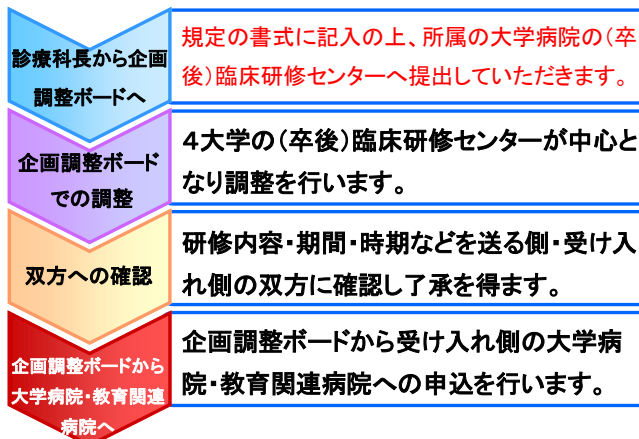 診療科長から企画
調整ボードへ
規定の書式に記入の上、所属の大学病院の(卒
後)臨床研修センターへ提出していただきます。
企画調整ボード
での調整
4大学の(卒後)臨床研修センターが中心と
なり調整を行います。
双方への確認
研修内容・期間・時期などを送る側・受け入
れ側の双方に確認し了承を得ます。
企画調整ボードから
大学病院・教育関連
病院へ
企画調整ボードから受け入れ側の大学病
院・教育関連病院への申込を行います。